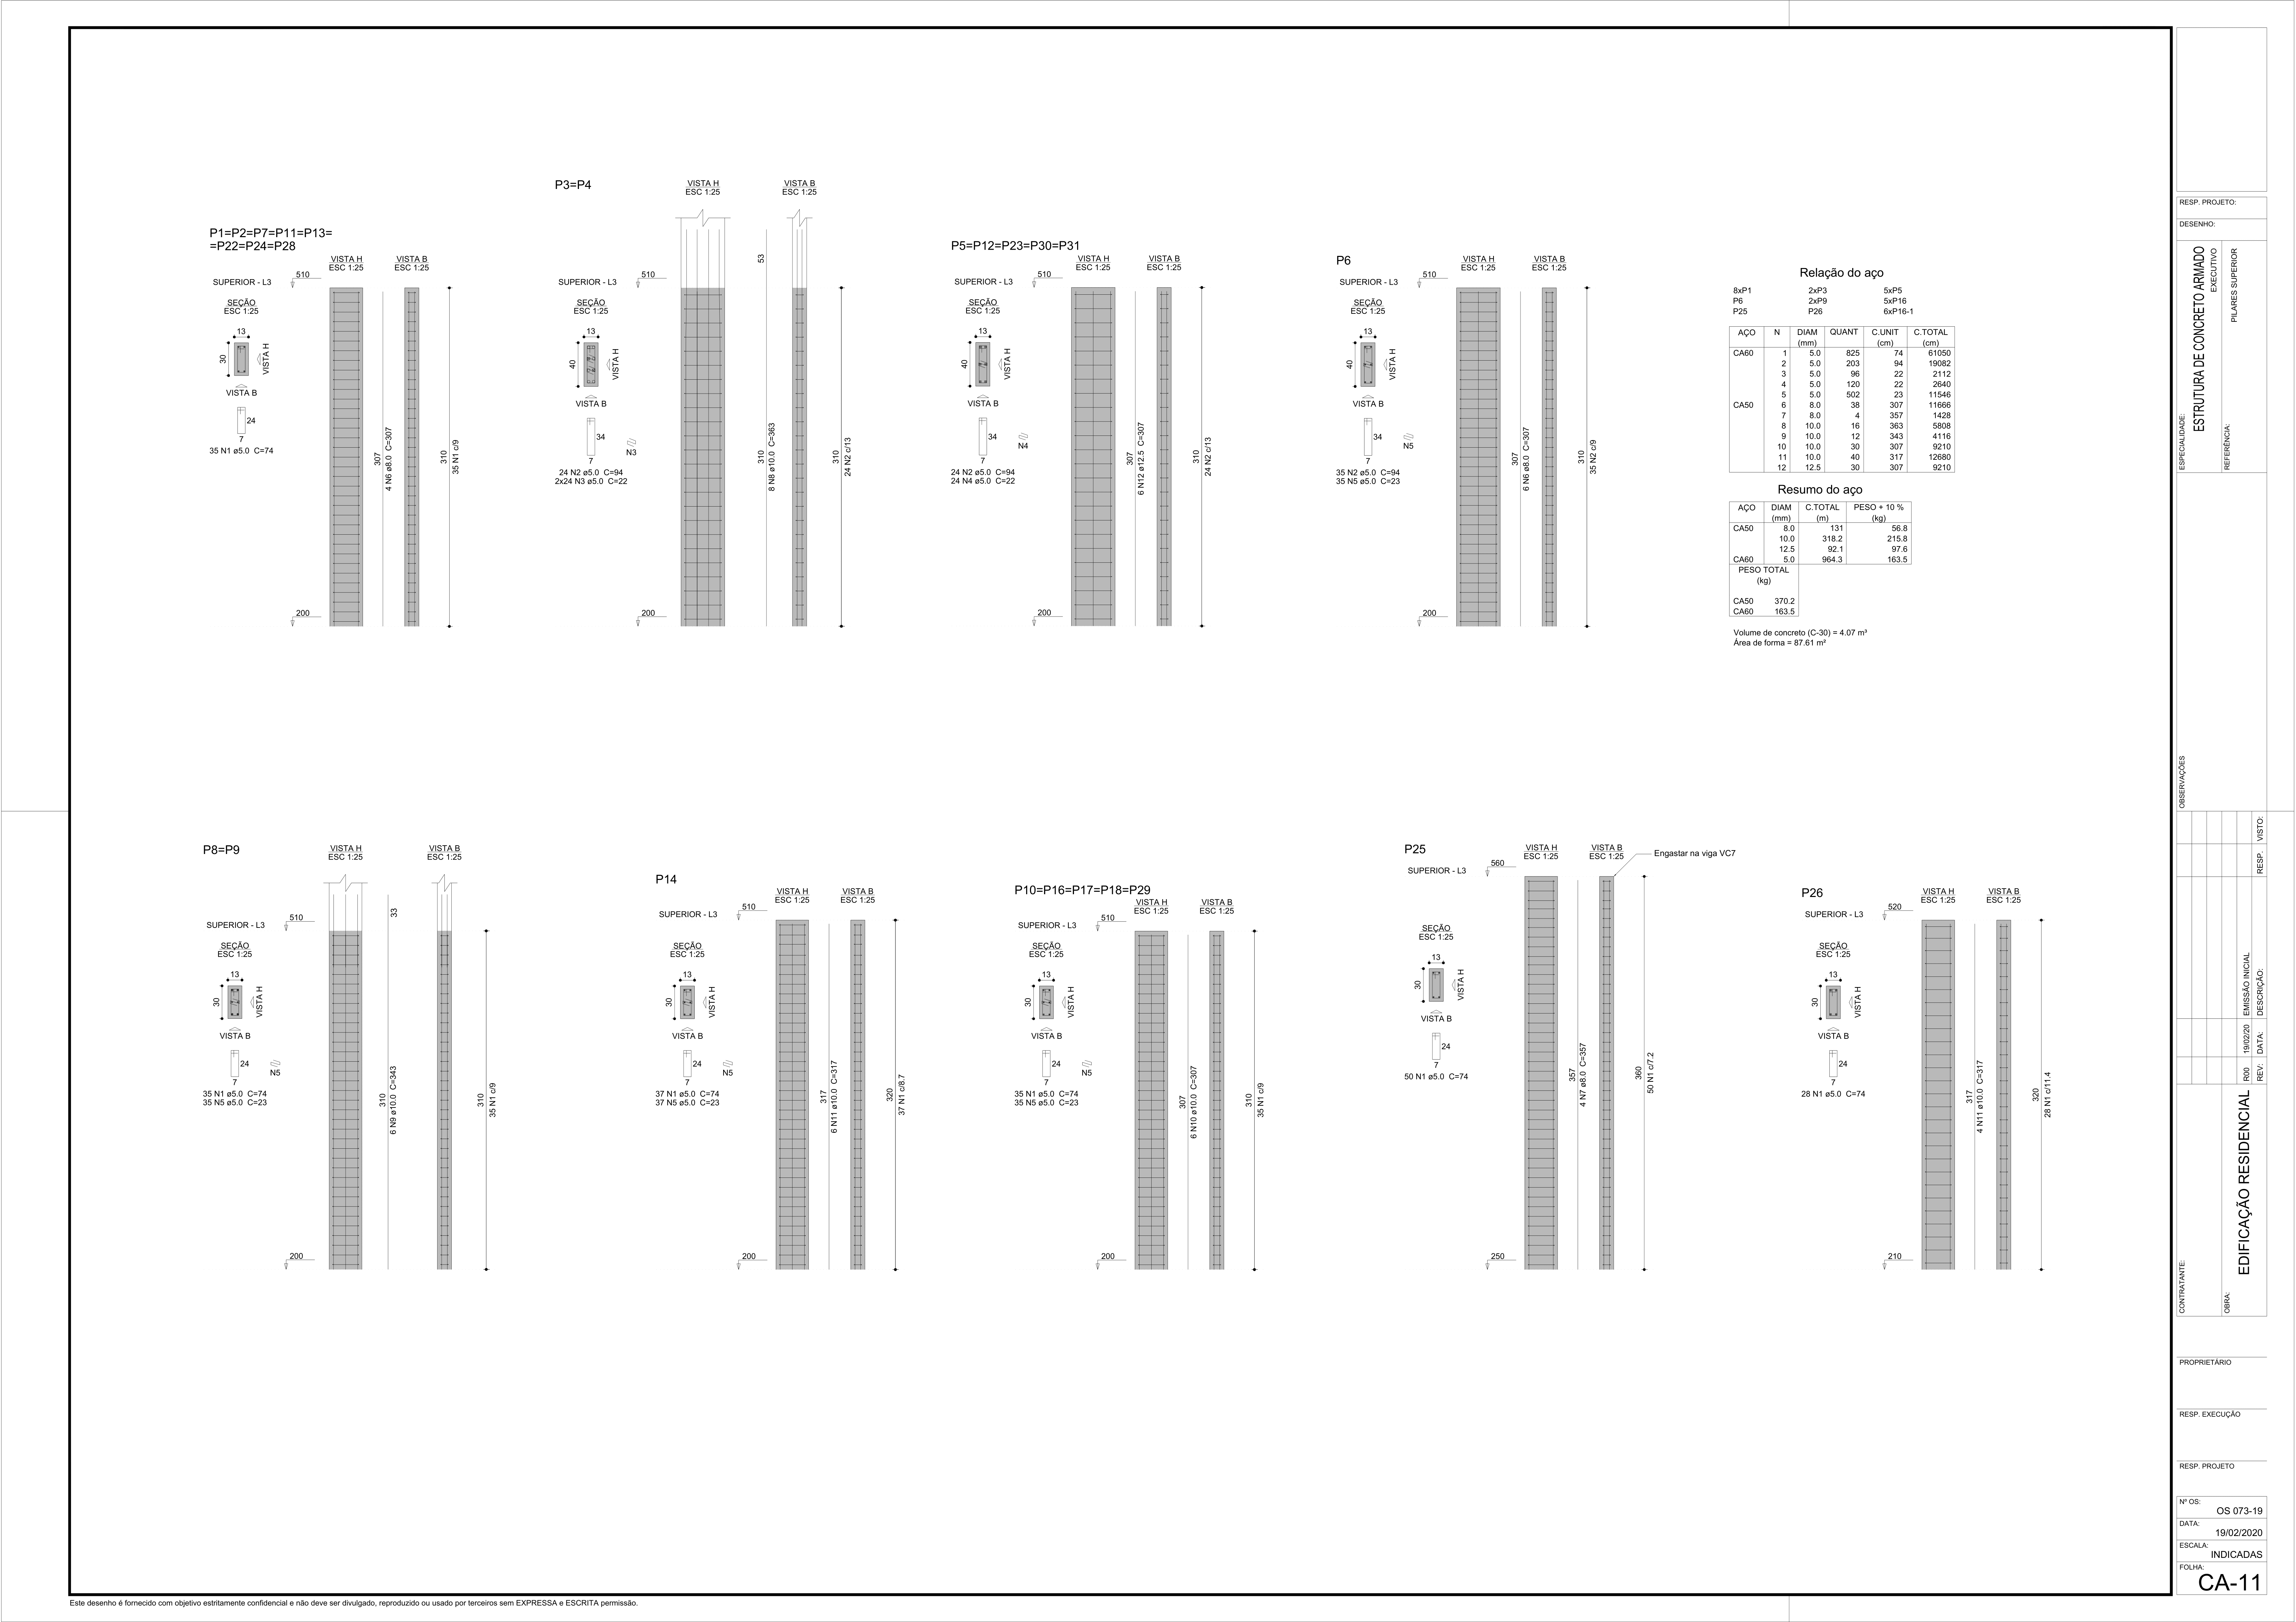 P1=P2=P7=P11=P13=
=P22=P24=P28
VISTA H
ESC 1:25
VISTA B
ESC 1:25
SUPERIOR - L3
510
SEÇÃO
ESC 1:25
13
30
VISTA H
VISTA B
24
7
35 N1 ø5.0  C=74
200
307
4 N6 ø8.0  C=307
310
35 N1 c/9
P3=P4
VISTA H
ESC 1:25
VISTA B
ESC 1:25
53
SUPERIOR - L3
510
SEÇÃO
ESC 1:25
13
40
VISTA H
VISTA B
34
7
N3
24 N2 ø5.0  C=94
2x24 N3 ø5.0  C=22
200
310
8 N8 ø10.0  C=363
310
24 N2 c/13
P5=P12=P23=P30=P31
VISTA H
ESC 1:25
VISTA B
ESC 1:25
SUPERIOR - L3
510
SEÇÃO
ESC 1:25
13
40
VISTA H
VISTA B
34
7
N4
24 N2 ø5.0  C=94
24 N4 ø5.0  C=22
200
307
6 N12 ø12.5  C=307
310
24 N2 c/13
P6
VISTA H
ESC 1:25
VISTA B
ESC 1:25
SUPERIOR - L3
510
SEÇÃO
ESC 1:25
13
40
VISTA H
VISTA B
34
7
N5
35 N2 ø5.0  C=94
35 N5 ø5.0  C=23
200
307
6 N6 ø8.0  C=307
310
35 N2 c/9
Relação do aço
8xP1 2xP3 5xP5
P6 2xP9 5xP16
P25 P26 6xP16-1
AÇO N DIAM QUANT C.UNIT C.TOTAL
(mm) (cm) (cm)
CA60 1 5.0 825 74 61050
2 5.0 203 94 19082
3 5.0 96 22 2112
4 5.0 120 22 2640
5 5.0 502 23 11546
CA50 6 8.0 38 307 11666
7 8.0 4 357 1428
8 10.0 16 363 5808
9 10.0 12 343 4116
10 10.0 30 307 9210
11 10.0 40 317 12680
12 12.5 30 307 9210
Resumo do aço
AÇO DIAM C.TOTAL PESO + 10 %
(mm) (m) (kg)
CA50 8.0 131 56.8
10.0 318.2 215.8
12.5 92.1 97.6
CA60 5.0 964.3 163.5
PESO TOTAL
(kg)
CA50 370.2
CA60 163.5
Volume de concreto (C-30) = 4.07 m³
Área de forma = 87.61 m²
P8=P9
VISTA H
ESC 1:25
VISTA B
ESC 1:25
33
SUPERIOR - L3
510
SEÇÃO
ESC 1:25
13
30
VISTA H
VISTA B
24
7
N5
35 N1 ø5.0  C=74
35 N5 ø5.0  C=23
200
310
6 N9 ø10.0  C=343
310
35 N1 c/9
P14
VISTA H
ESC 1:25
VISTA B
ESC 1:25
SUPERIOR - L3
510
SEÇÃO
ESC 1:25
13
30
VISTA H
VISTA B
24
7
N5
37 N1 ø5.0  C=74
37 N5 ø5.0  C=23
200
317
6 N11 ø10.0  C=317
320
37 N1 c/8.7
P10=P16=P17=P18=P29
VISTA H
ESC 1:25
VISTA B
ESC 1:25
SUPERIOR - L3
510
SEÇÃO
ESC 1:25
13
30
VISTA H
VISTA B
24
7
N5
35 N1 ø5.0  C=74
35 N5 ø5.0  C=23
200
307
6 N10 ø10.0  C=307
310
35 N1 c/9
P25
VISTA H
ESC 1:25
VISTA B
ESC 1:25
Engastar na viga VC7
SUPERIOR - L3
560
SEÇÃO
ESC 1:25
13
30
VISTA H
VISTA B
24
7
50 N1 ø5.0  C=74
250
357
4 N7 ø8.0  C=357
360
50 N1 c/7.2
P26
VISTA H
ESC 1:25
VISTA B
ESC 1:25
SUPERIOR - L3
520
SEÇÃO
ESC 1:25
13
30
VISTA H
VISTA B
24
7
28 N1 ø5.0  C=74
210
317
4 N11 ø10.0  C=317
320
28 N1 c/11.4
RESP. PROJETO:
DESENHO:
ESPECIALIDADE:
ESTRUTURA DE CONCRETO ARMADO
EXECUTIVO
REFERÊNCIA:
PILARES SUPERIOR
OBSERVAÇÕES
R00 19/02/20 EMISSÃO INICIAL
REV: DATA: DESCRIÇÃO: RESP. VISTO:
CONTRATANTE:
OBRA:
EDIFICAÇÃO RESIDENCIAL
PROPRIETÁRIO
RESP. EXECUÇÃO
RESP. PROJETO
Nº OS:
OS 073-19
DATA:
19/02/2020
ESCALA:
INDICADAS
FOLHA:
CA-11
Este desenho é fornecido com objetivo estritamente confidencial e não deve ser divulgado, reproduzido ou usado por terceiros sem EXPRESSA e ESCRITA permissão.